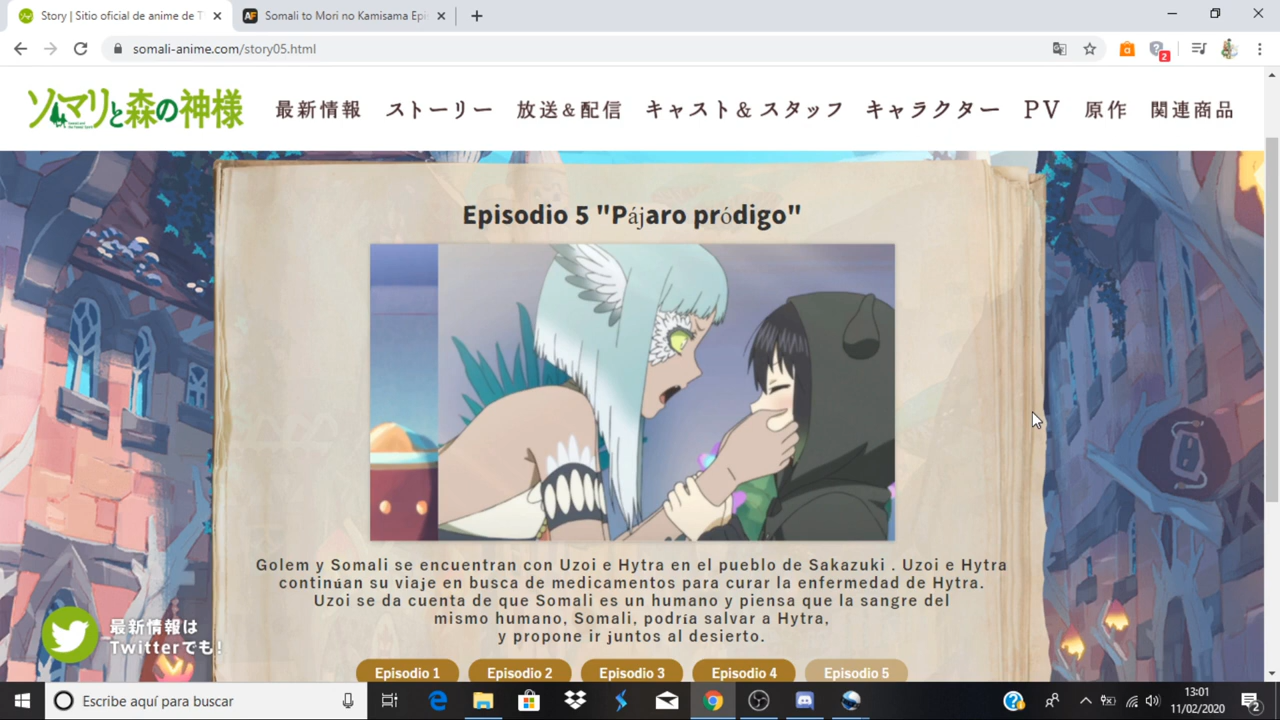 Story | Sitio oficial de anime de T
Somali to Mori no Kamisama Epi
somali-anime.com/story05.html
2
ソマリと森の神様
最新情報 ストーリー 放送&配信 キャスト&スタッフ キャラクター PV 原作 関連商品
Episodio 5 "Pájaro pródigo"
Golem y Somali se encuentran con Uzoi e Hytra en el pueblo de Sakazuki . Uzoi e Hytra
continúan su viaje en busca de medicamentos para curar la enfermedad de Hytra.
Uzoi se da cuenta de que Somali es un humano y piensa que la sangre del
mismo humano, Somali, podría salvar a Hytra,
y propone ir juntos al desierto.
最新情報は
Twitterでも!
Episodio 1 Episodio 2 Episodio 3 Episodio 4 Episodio 5
Escribe aquí para buscar
13:01
11/02/2020
2